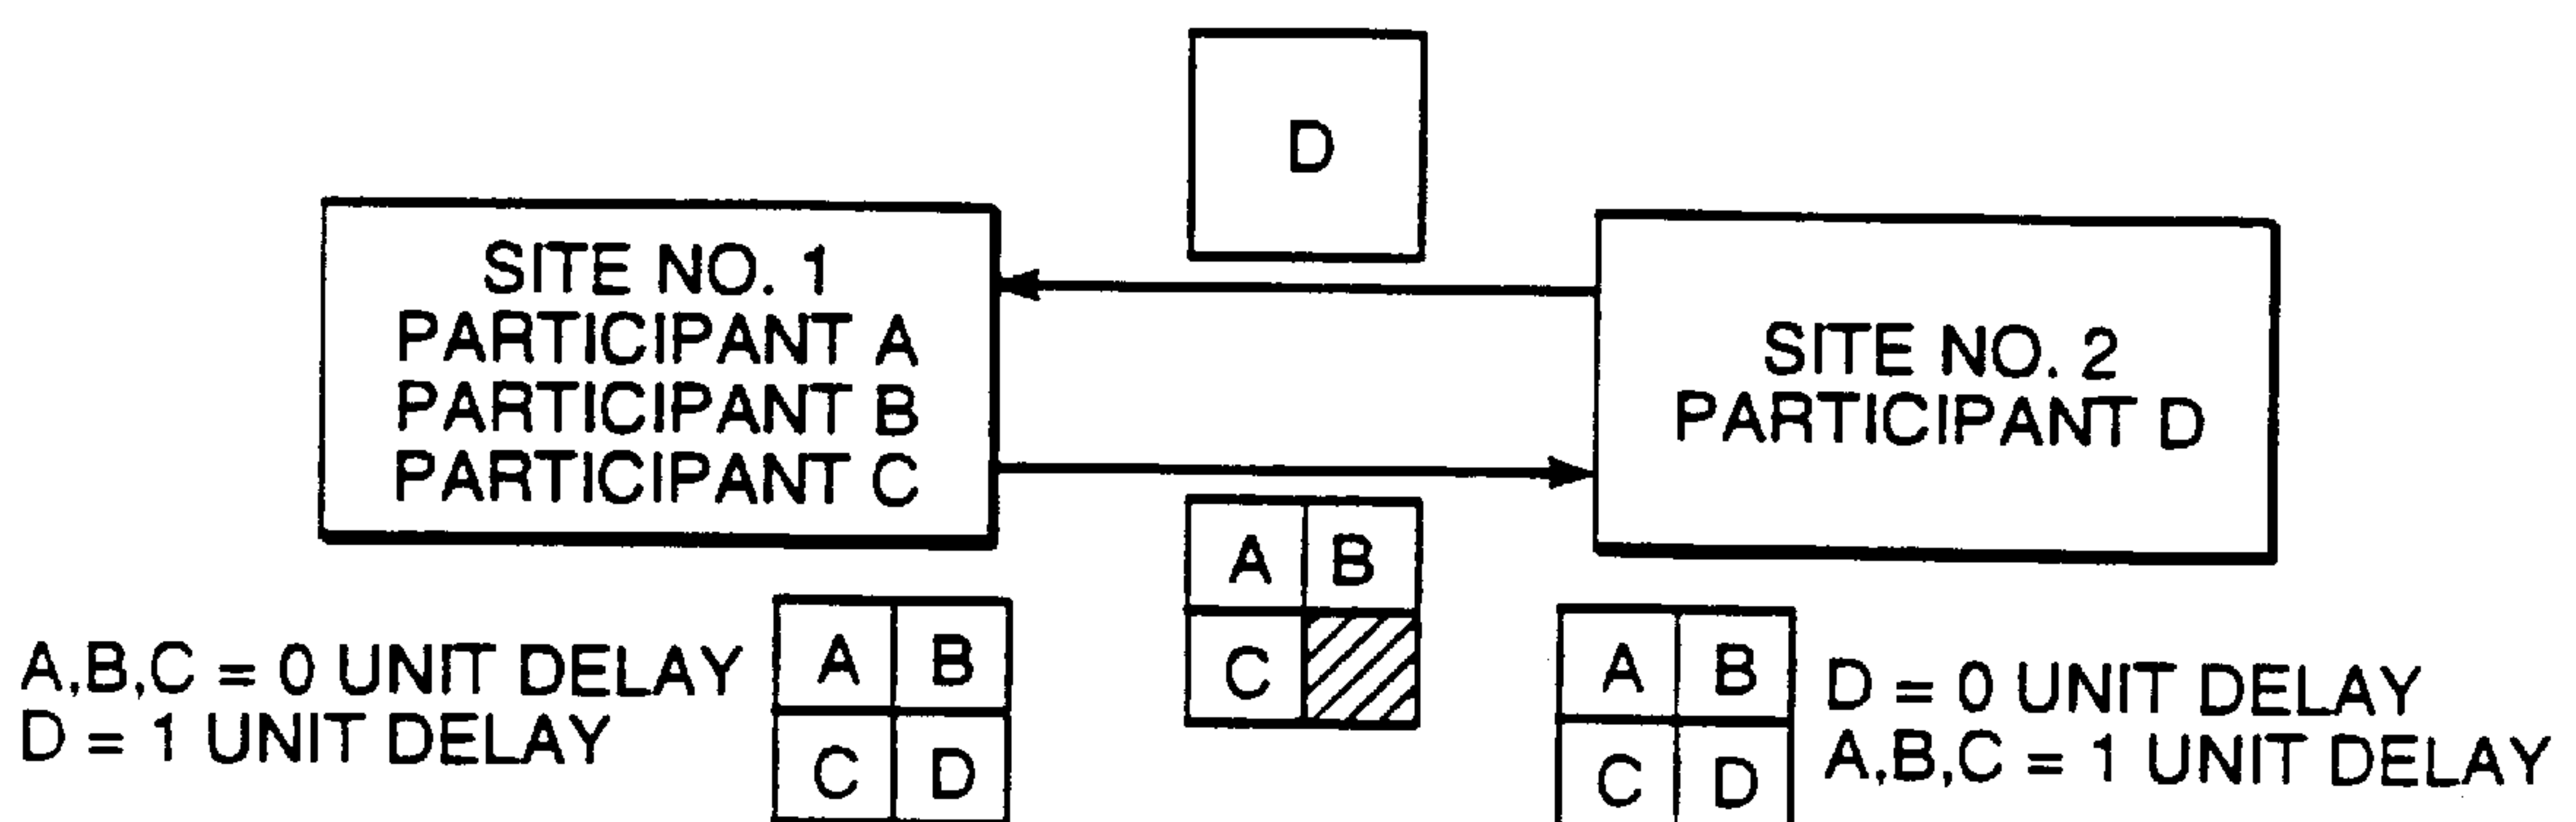 D
SITE NO. 1
PARTICIPANT A
PARTICIPANT B
PARTICIPANT C
SITE NO. 2
PARTICIPANT D
A B
C
A,B,C = 0 UNIT DELAY
D = 1 UNIT DELAY
A B
C D
A B
C D
D = 0 UNIT DELAY
A,B,C = 1 UNIT DELAY